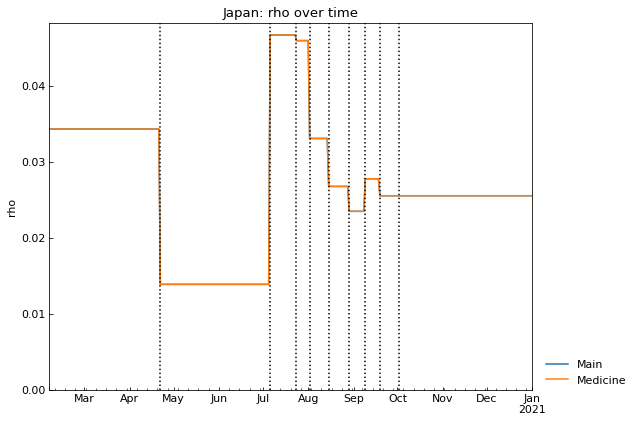 Japan: rho over time
rho
0.04
0.03
0.02
0.01
0.00
Mar Apr May Jun Jul Aug Sep Oct Nov Dec Jan
2021
Main
Medicine